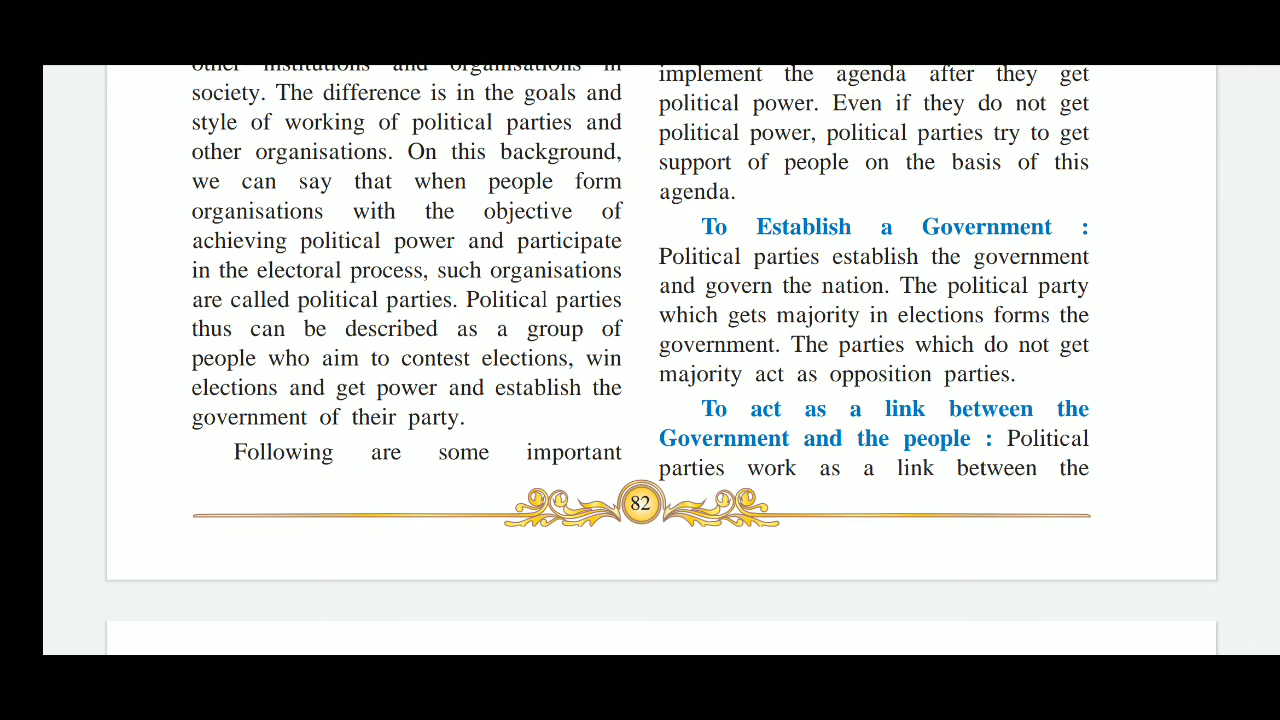 other institutions and organisations in
society. The difference is in the goals and
style of working of political parties and
other organisations. On this background,
we can say that when people form
organisations with the objective of
achieving political power and participate
in the electoral process, such organisations
are called political parties. Political parties
thus can be described as a group of
people who aim to contest elections, win
elections and get power and establish the
government of their party.
Following are some important
implement the agenda after they get
political power. Even if they do not get
political power, political parties try to get
support of people on the basis of this
agenda.
To Establish a Government :
Political parties establish the government
and govern the nation. The political party
which gets majority in elections forms the
government. The parties which do not get
majority act as opposition parties.
To act as a link between the
Government and the people : Political
parties work as a link between the
82